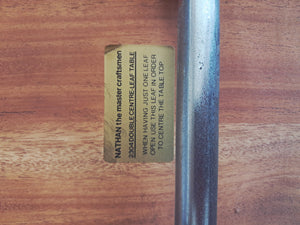 NATHAN the master craftsmen
230A DOUBLE CENTRE-LEAF TABLE
WHEN HAVING JUST ONE LEAF
OPEN USE THIS LEAF IN ORDER
TO CENTRE THE TABLE TOP